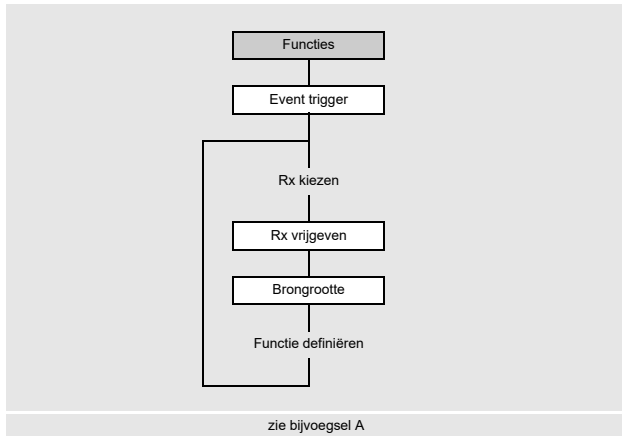 Functies
Event trigger
Rx kiezen
Rx vrijgeven
Brongrootte
Functie definiëren
zie bijvoegsel A